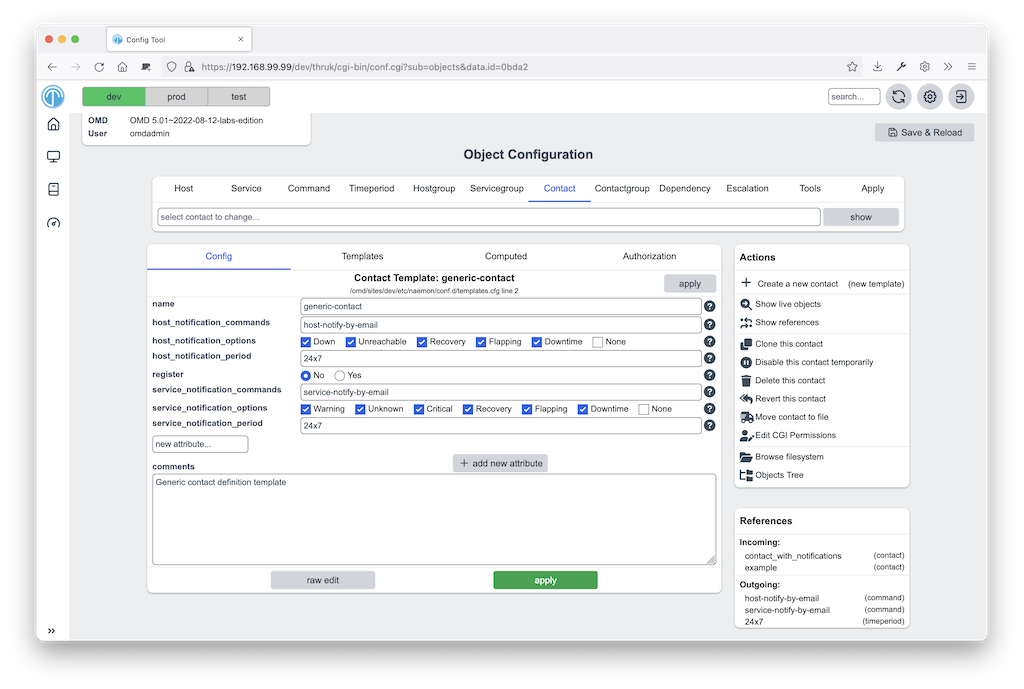 Config Tool
https://192.168.99.99/dev/thruk/cgi-bin/conf.cgi?sub=objects&data.id=0bda2
dev prod test
search...
OMD OMD 5.01~2022-08-12-labs-edition
User omdadmin
Save & Reload
Object Configuration
Host Service Command Timeperiod Hostgroup Servicegroup Contact Contactgroup Dependency Escalation Tools Apply
select contact to change...
show
Config Templates Computed Authorization
Contact Template: generic-contact
/omd/sites/dev/etc/naemon/conf.d/templates.cfg line 2
apply
name generic-contact
host_notification_commands host-notify-by-email
host_notification_options Down Unreachable Recovery Flapping Downtime None
host_notification_period 24x7
register No Yes
service_notification_commands service-notify-by-email
service_notification_options Warning Unknown Critical Recovery Flapping Downtime None
service_notification_period 24x7
new attribute...
+ add new attribute
comments
Generic contact definition template
raw edit apply
Actions
Create a new contact (new template)
Show live objects
Show references
Clone this contact
Disable this contact temporarily
Delete this contact
Revert this contact
Move contact to file
Edit CGI Permissions
Browse filesystem
Objects Tree
References
Incoming:
contact_with_notifications (contact)
example (contact)
Outgoing:
host-notify-by-email (command)
service-notify-by-email (command)
24x7 (timeperiod)